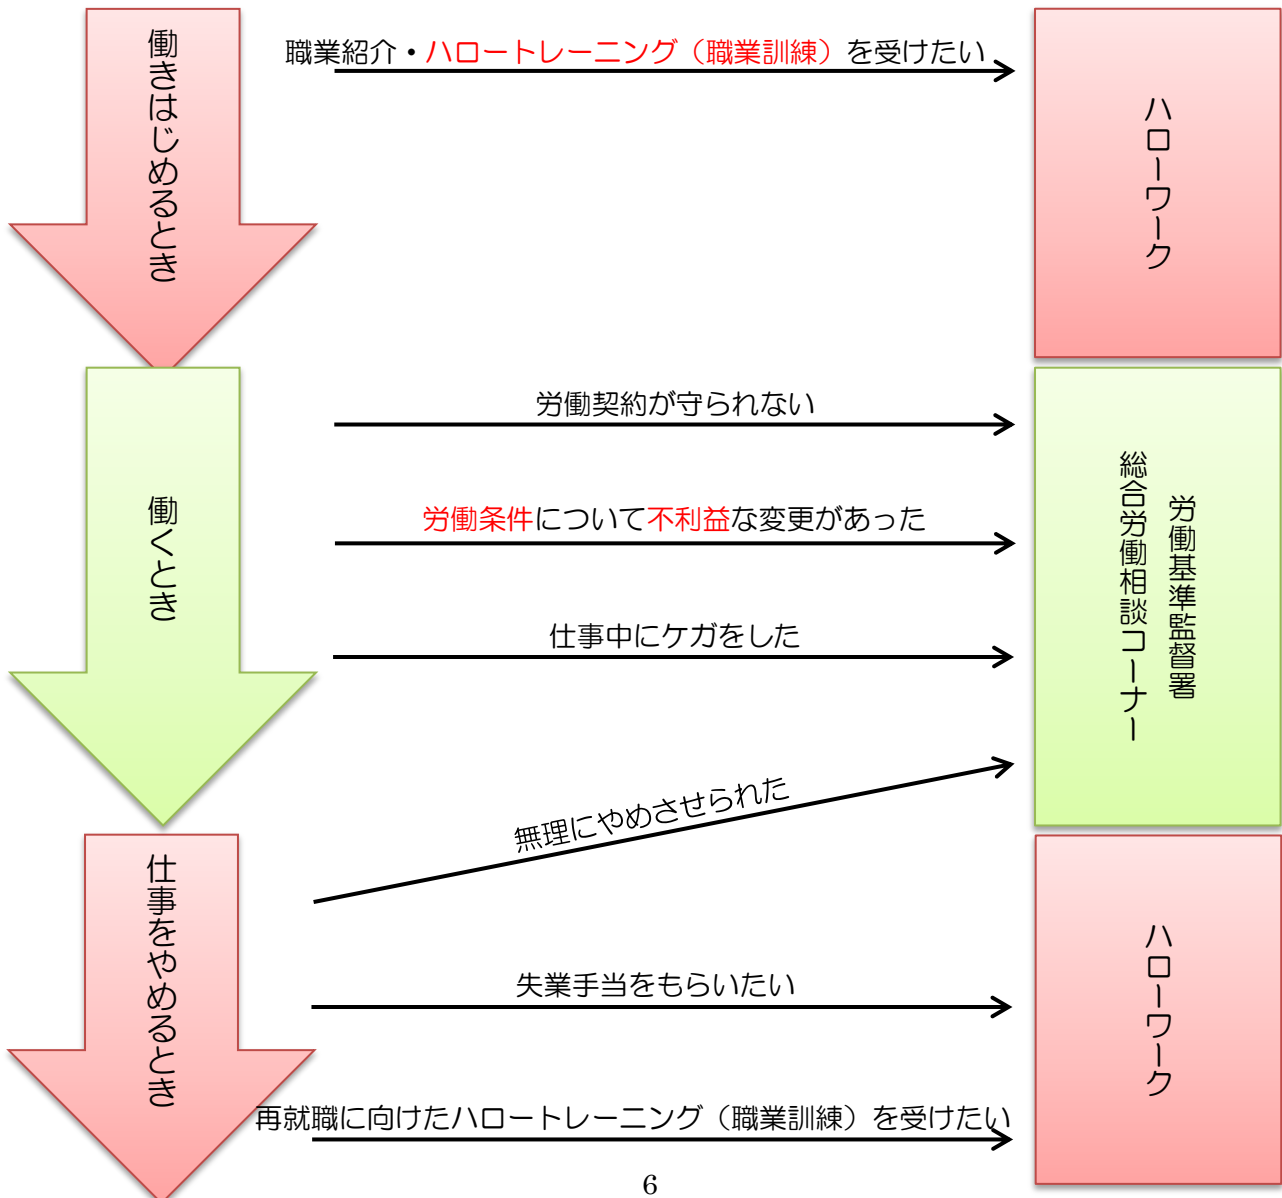 働きはじめるとき
職業紹介・ハロートレーニング（職業訓練）を受けたい
ハローワーク
働くとき
労働契約が守られない
労働条件について不利益な変更があった
仕事中にケガをした
労働基準監督署
総合労働相談コーナー
仕事をやめるとき
無理にやめさせられた
失業手当をもらいたい
再就職に向けたハロートレーニング（職業訓練）を受けたい
ハローワーク
6